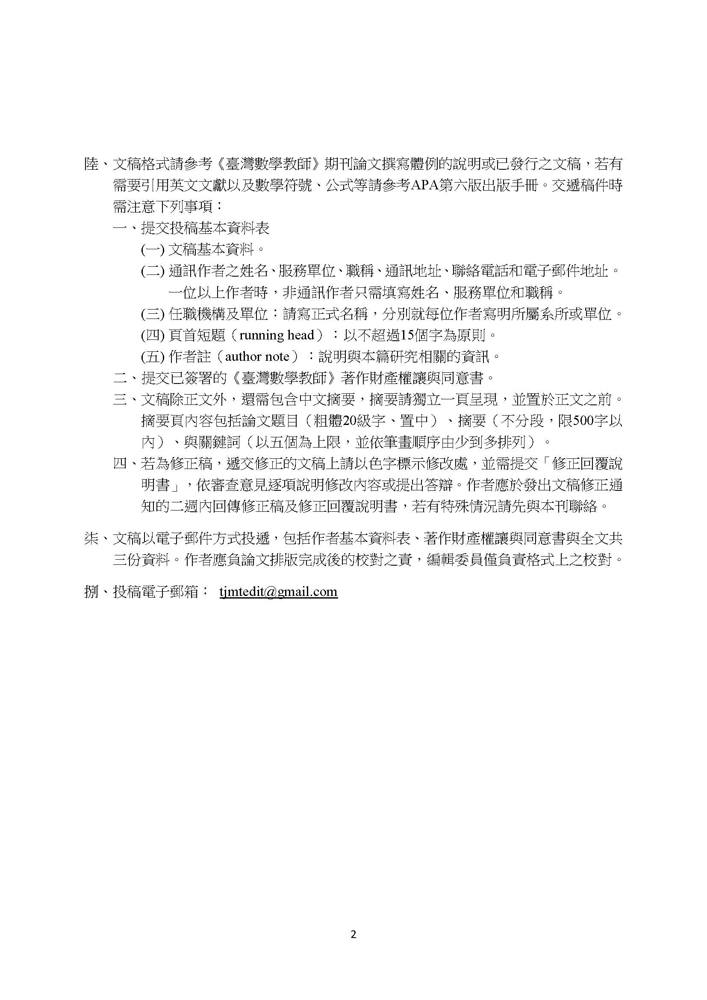 陸、文稿格式請參考《臺灣數學教師》期刊論文撰寫體例的說明或已發行之文稿，若有
需要引用英文文獻以及數學符號、公式等請參考APA第六版出版手冊。交遞稿件時
需注意下列事項：
一、提交投稿基本資料表
(一) 文稿基本資料。
(二) 通訊作者之姓名、服務單位、職稱、通訊地址、聯絡電話和電子郵件地址。
一位以上作者時，非通訊作者只需填寫姓名、服務單位和職稱。
(三) 任職機構及單位：請寫正式名稱，分別就每位作者寫明所屬系所或單位。
(四) 頁首短題（running head）：以不超過15個字為原則。
(五) 作者註（author note）：說明與本篇研究相關的資訊。
二、提交已簽署的《臺灣數學教師》著作財產權讓與同意書。
三、文稿除正文外，還需包含中文摘要，摘要請獨立一頁呈現，並置於正文之前。
摘要頁內容包括論文題目（粗體20級字、置中）、摘要（不分段，限500字以
內）、與關鍵詞（以五個為上限，並依筆畫順序由少到多排列）。
四、若為修正稿，遞交修正的文稿上請以色字標示修改處，並需提交「修正回覆說
明書」，依審查意見逐項說明修改內容或提出答辯。作者應於發出文稿修正通
知的二週內回傳修正稿及修正回覆說明書，若有特殊情況請先與本刊聯絡。
柒、文稿以電子郵件方式投遞，包括作者基本資料表、著作財產權讓與同意書與全文共
三份資料。作者應負論文排版完成後的校對之責，編輯委員僅負責格式上之校對。
捌、投稿電子郵箱： tjmtedit@gmail.com
2